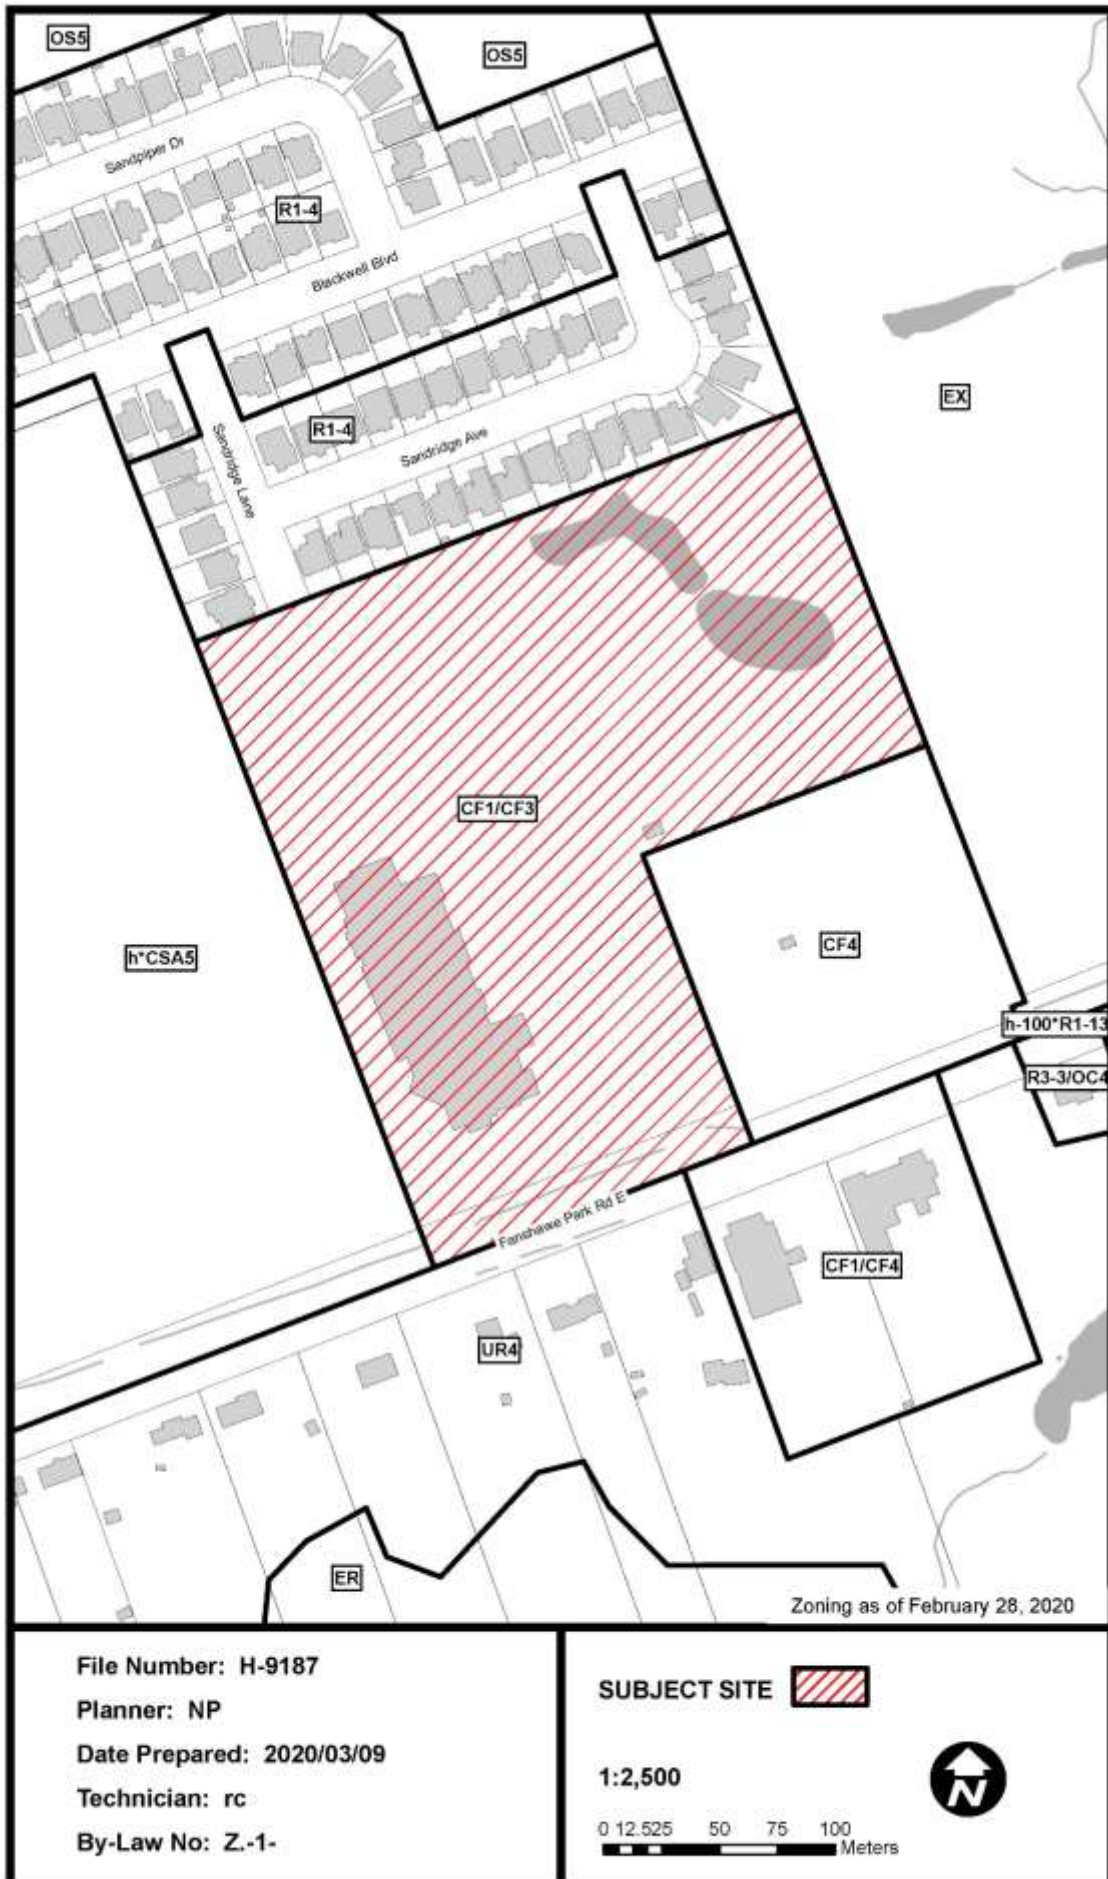 OS5
OS5
Sandpiper Dr
R1-4
Blackwell Blvd
EX
R1-4
Sandridge Ave
Sandridge Lane
CF1/CF3
CF4
h*CSA5
h-100*R1-13
R3-3/OC4
Fanshawe Park Rd E
CF1/CF4
UR4
ER
Zoning as of February 28, 2020
File Number: H-9187
Planner: NP
Date Prepared: 2020/03/09
Technician: rc
By-Law No: Z.-1-
SUBJECT SITE
1:2,500
N
0 12.525 50 75 100
Meters